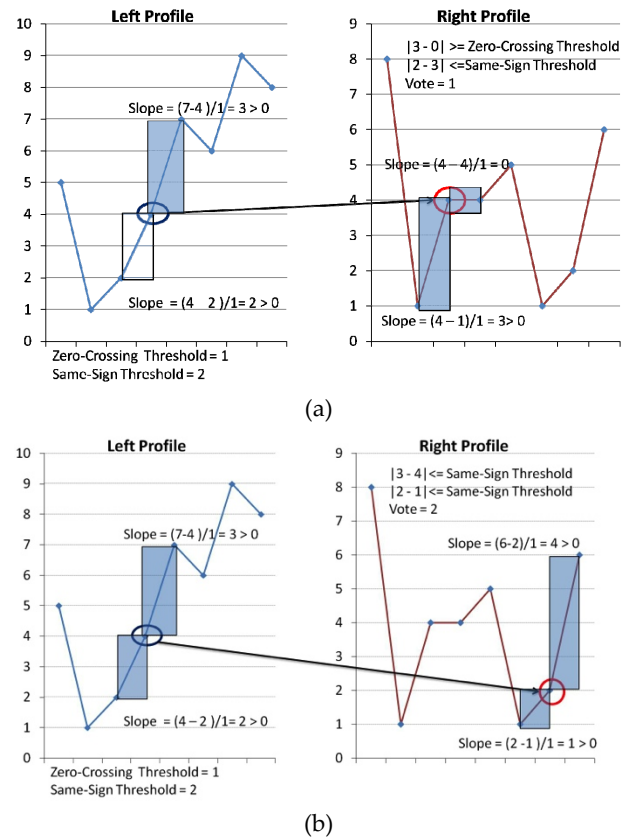 Left Profile
Right Profile
10
9
8
7
6
5
4
3
2
1
0
Slope = (7-4 )/1 = 3 > 0
Slope = (4 2 )/1= 2 > 0
Zero-Crossing Threshold = 1
Same-Sign Threshold = 2
9
8
7
6
5
4
3
2
1
0
|3 - 0| >= Zero-Crossing Threshold
|2 - 3| <=Same-Sign Threshold
Vote = 1
Slope = (4 – 4)/1 = 0
Slope = (4 – 1)/1 = 3> 0
(a)
Left Profile
Right Profile
10
9
8
7
6
5
4
3
2
1
0
Slope = (7-4 )/1 = 3 > 0
Slope = (4 – 2 )/1= 2 > 0
Zero-Crossing Threshold = 1
Same-Sign Threshold = 2
9
8
7
6
5
4
3
2
1
0
|3 - 4|<= Same-Sign Threshold
|2 - 1|<= Same-Sign Threshold
Vote = 2
Slope = (6-2)/1 = 4 > 0
Slope = (2 -1 )/1 = 1 > 0
(b)